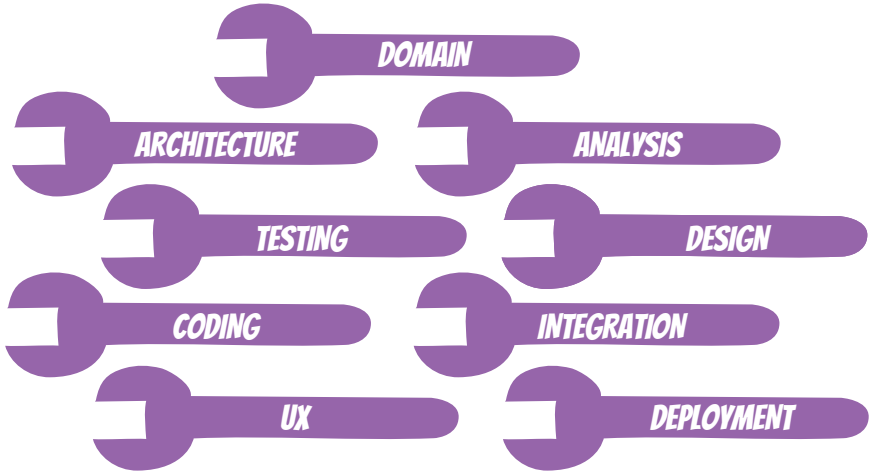 DOMAIN
ARCHITECTURE
ANALYSIS
TESTING
DESIGN
CODING
INTEGRATION
UX
DEPLOYMENT